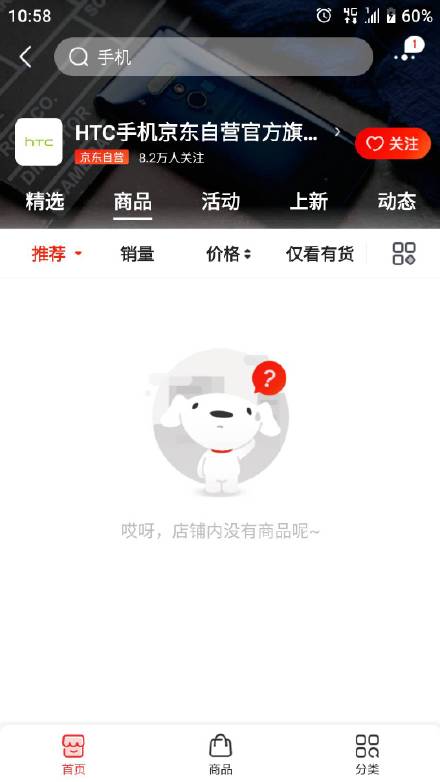 10:58
4G
60%
手机
1
hTC
HTC手机京东自营官方旗...
京东自营 8.2万人关注
关注
精选 商品 活动 上新 动态
推荐 销量 价格 仅看有货
?
哎呀，店铺内没有商品呢~
首页 商品 分类